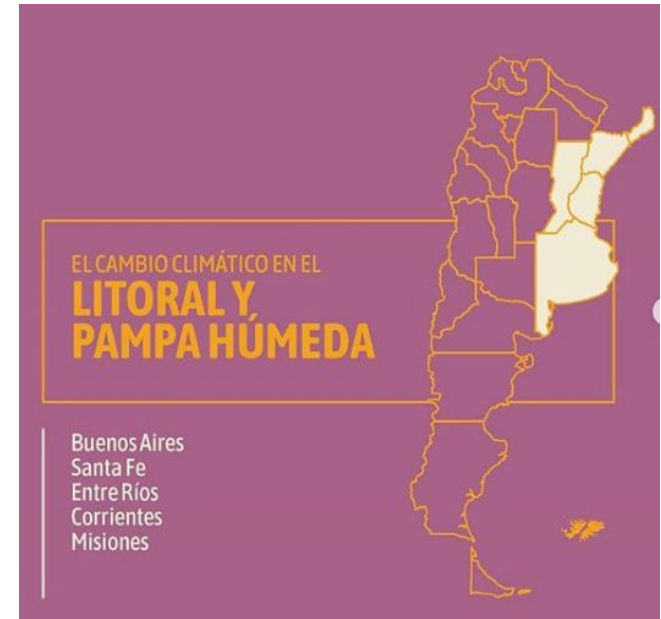 EL CAMBIO CLIMÁTICO EN EL
LITORAL Y
PAMPA HÚMEDA
Buenos Aires
Santa Fe
Entre Ríos
Corrientes
Misiones